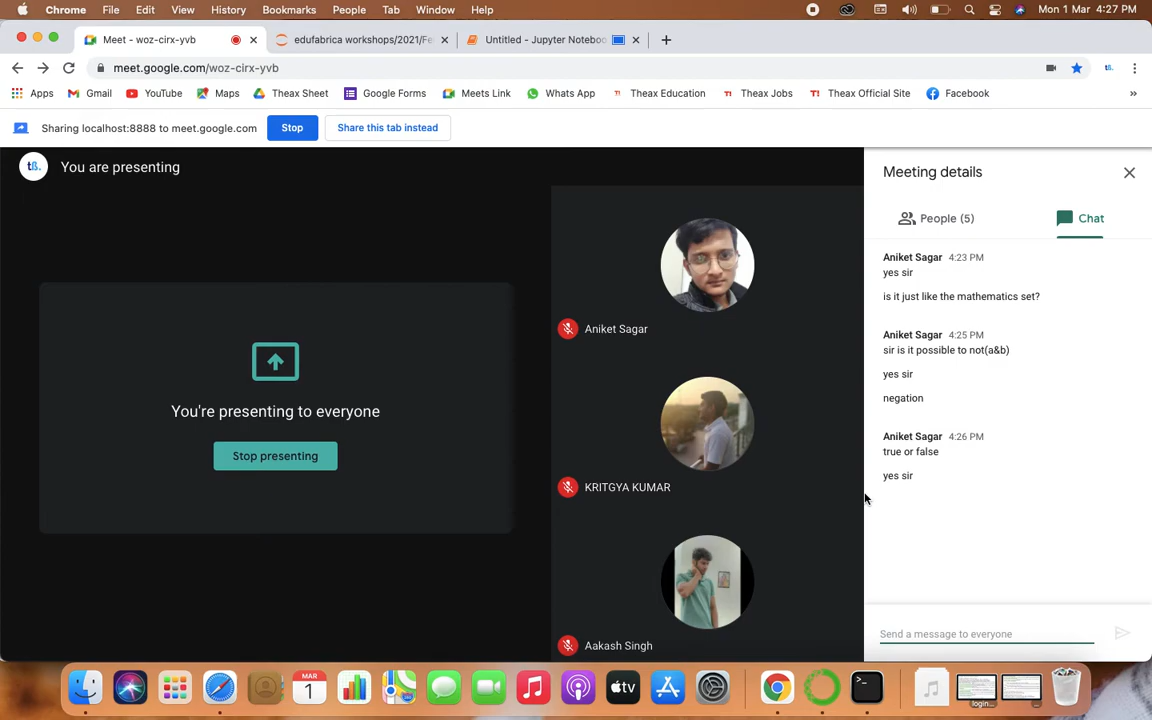 Chrome File Edit View History Bookmarks People Tab Window Help Mon 1 Mar 4:27 PM
Meet - woz-cirx-yvb edufabrica workshops/2021/Fe Untitled - Jupyter Noteboo
meet.google.com/woz-cirx-yvb tß.
Apps Gmail YouTube Maps Theax Sheet Google Forms Meets Link Whats App Theax Education Theax Jobs Theax Official Site Facebook »
Sharing localhost:8888 to meet.google.com Stop Share this tab instead
tß. You are presenting
You're presenting to everyone
Stop presenting
Aniket Sagar
KRITGYA KUMAR
Aakash Singh
Meeting details
People (5) Chat
Aniket Sagar 4:23 PM
yes sir
is it just like the mathematics set?
Aniket Sagar 4:25 PM
sir is it possible to not(a&b)
yes sir
negation
Aniket Sagar 4:26 PM
true or false
yes sir
Send a message to everyone
MAR
1
tv
login...